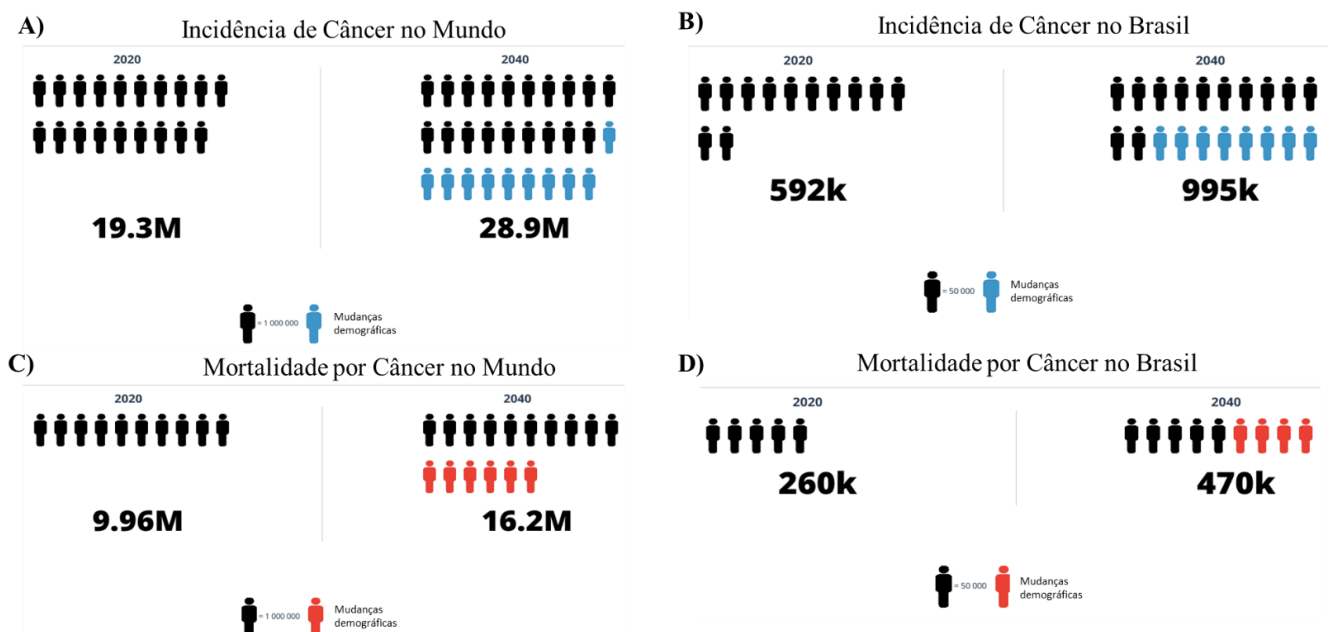 A)
Incidência de Câncer no Mundo
2020
2040
19.3M
28.9M
= 1 000 000
Mudanças
demográficas
B)
Incidência de Câncer no Brasil
2020
2040
592k
995k
= 50 000
Mudanças
demográficas
C)
Mortalidade por Câncer no Mundo
2020
2040
9.96M
16.2M
= 1 000 000
Mudanças
demográficas
D)
Mortalidade por Câncer no Brasil
2020
2040
260k
470k
= 50 000
Mudanças
demográficas